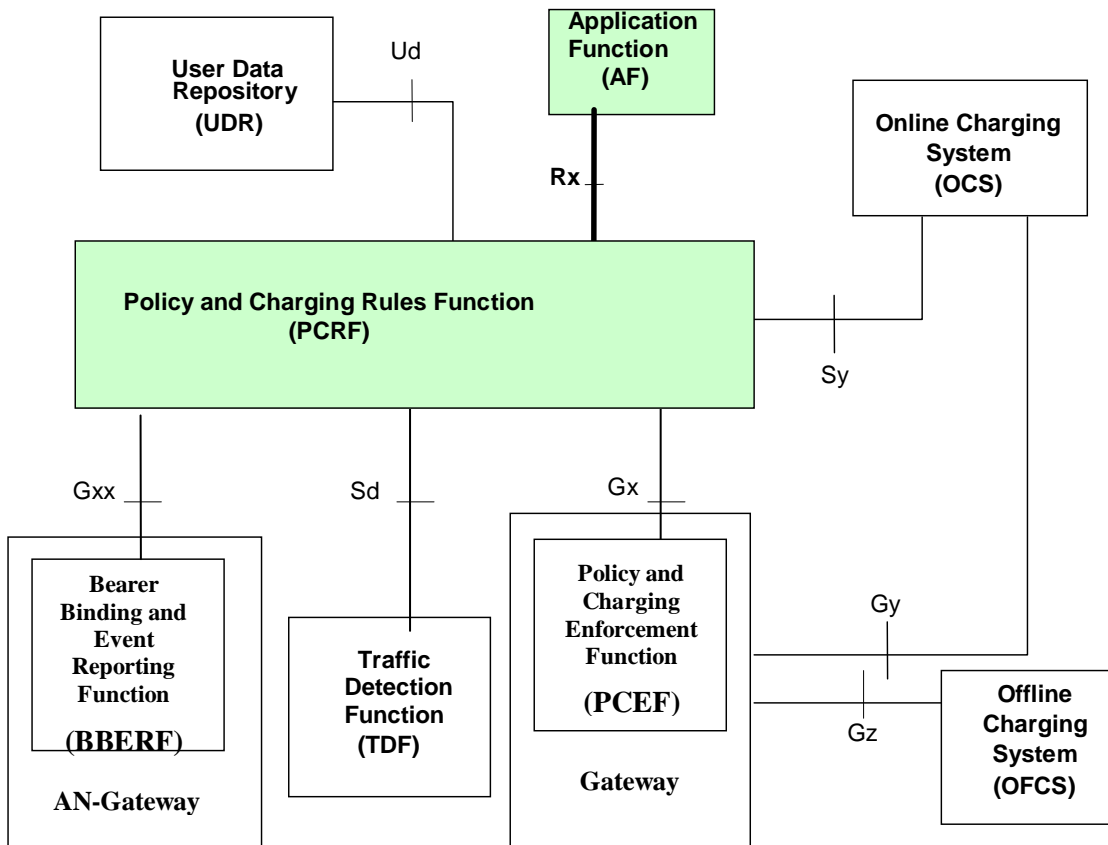 User Data
Repository
(UDR)
Ud
Application
Function
(AF)
Rx
Online Charging
System
(OCS)
Policy and Charging Rules Function
(PCRF)
Sy
Gxx
Sd
Gx
Bearer
Binding and
Event
Reporting
Function
(BBERF)
AN-Gateway
Traffic
Detection
Function
(TDF)
Policy and
Charging
Enforcement
Function
(PCEF)
Gateway
Gy
Gz
Offline
Charging
System
(OFCS)